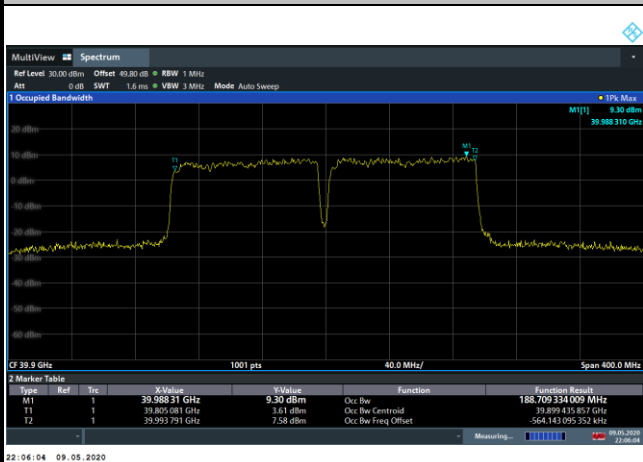 MultiView Spectrum
Ref Level 30.00 dBm Offset 49.80 dB RBW 1 MHz
Att 0 dB SWT 1.6 ms VBW 3 MHz Mode Auto Sweep
1 Occupied Bandwidth 1Pk Max
M1[1] 9.30 dBm
39.988 310 GHz
20 dBm
M1
T2
10 dBm
T1
0 dBm
-10 dBm
-20 dBm
-30 dBm
-40 dBm
-50 dBm
-60 dBm
CF 39.9 GHz 1001 pts 40.0 MHz/ Span 400.0 MHz
2 Marker Table
Type Ref Trc X-Value Y-Value Function Function Result
M1 1 39.988 31 GHz 9.30 dBm Occ Bw 188.709 334 009 MHz
T1 1 39.805 081 GHz 3.61 dBm Occ Bw Centroid 39.899 435 857 GHz
T2 1 39.993 791 GHz 7.58 dBm Occ Bw Freq Offset -564.143 095 352 kHz
Measuring... 09.05.2020
22:06:04
22:06:04 09.05.2020